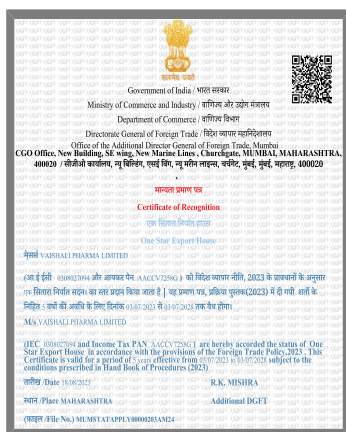 सत्यमेव जयते
Government of India / भारत सरकार
Ministry of Commerce and Industry / वाणिज्य और उद्योग मंत्रालय
Department of Commerce / वाणिज्य विभाग
Directorate General of Foreign Trade / विदेश व्यापार महानिदेशालय
Office of the Additional Director General of Foreign Trade, Mumbai
CGO Office, New Building, SE wing, New Marine Lines , Churchgate, MUMBAI, MAHARASHTRA,
400020 / सीजीओ कार्यालय, न्यू बिल्डिंग, एसई विंग, न्यू मरीन लाइन्स, चर्चगेट, मुंबई, मुंबई, महाराष्ट्र, 400020
,
मान्यता प्रमाण पत्र
Certificate of Recognition
एक सितारा निर्यात हाउस
One Star Export House
मैसर्स VAISHALI PHARMA LIMITED
(आ ई ईसी 0308027094 और आयकर पैन AACCV7258G ) को विदेश व्यापार नीति, 2023 के प्रावधानों के अनुसार
एक सितारा निर्यात सदन। का स्तर प्रदान किया जाता है | यह प्रमाण पत्र, प्रक्रिया पुस्तक(2023) में दी गयी शर्तो के
निहित 5 वर्षो की अवधि के लिए दिनांक 03/07/2023 से 03/07/2028 तक वैध होगा।
M/s VAISHALI PHARMA LIMITED
(IEC 0308027094 and Income Tax PAN AACCV7258G ) are hereby accorded the status of One
Star Export House in accordance with the provisions of the Foreign Trade Policy,2023 . This
Certificate is valid for a period of 5 years effective from 03/07/2023 to 03/07/2028 subject to the
conditions prescribed in Hand Book of Procedures (2023)
तारीख /Date 18/08/2023 R.K. MISHRA
स्थान /Place MAHARASHTRA Additional DGFT
(फ़ाइल /File No.) MUMSTATAPPLY00000203AM24